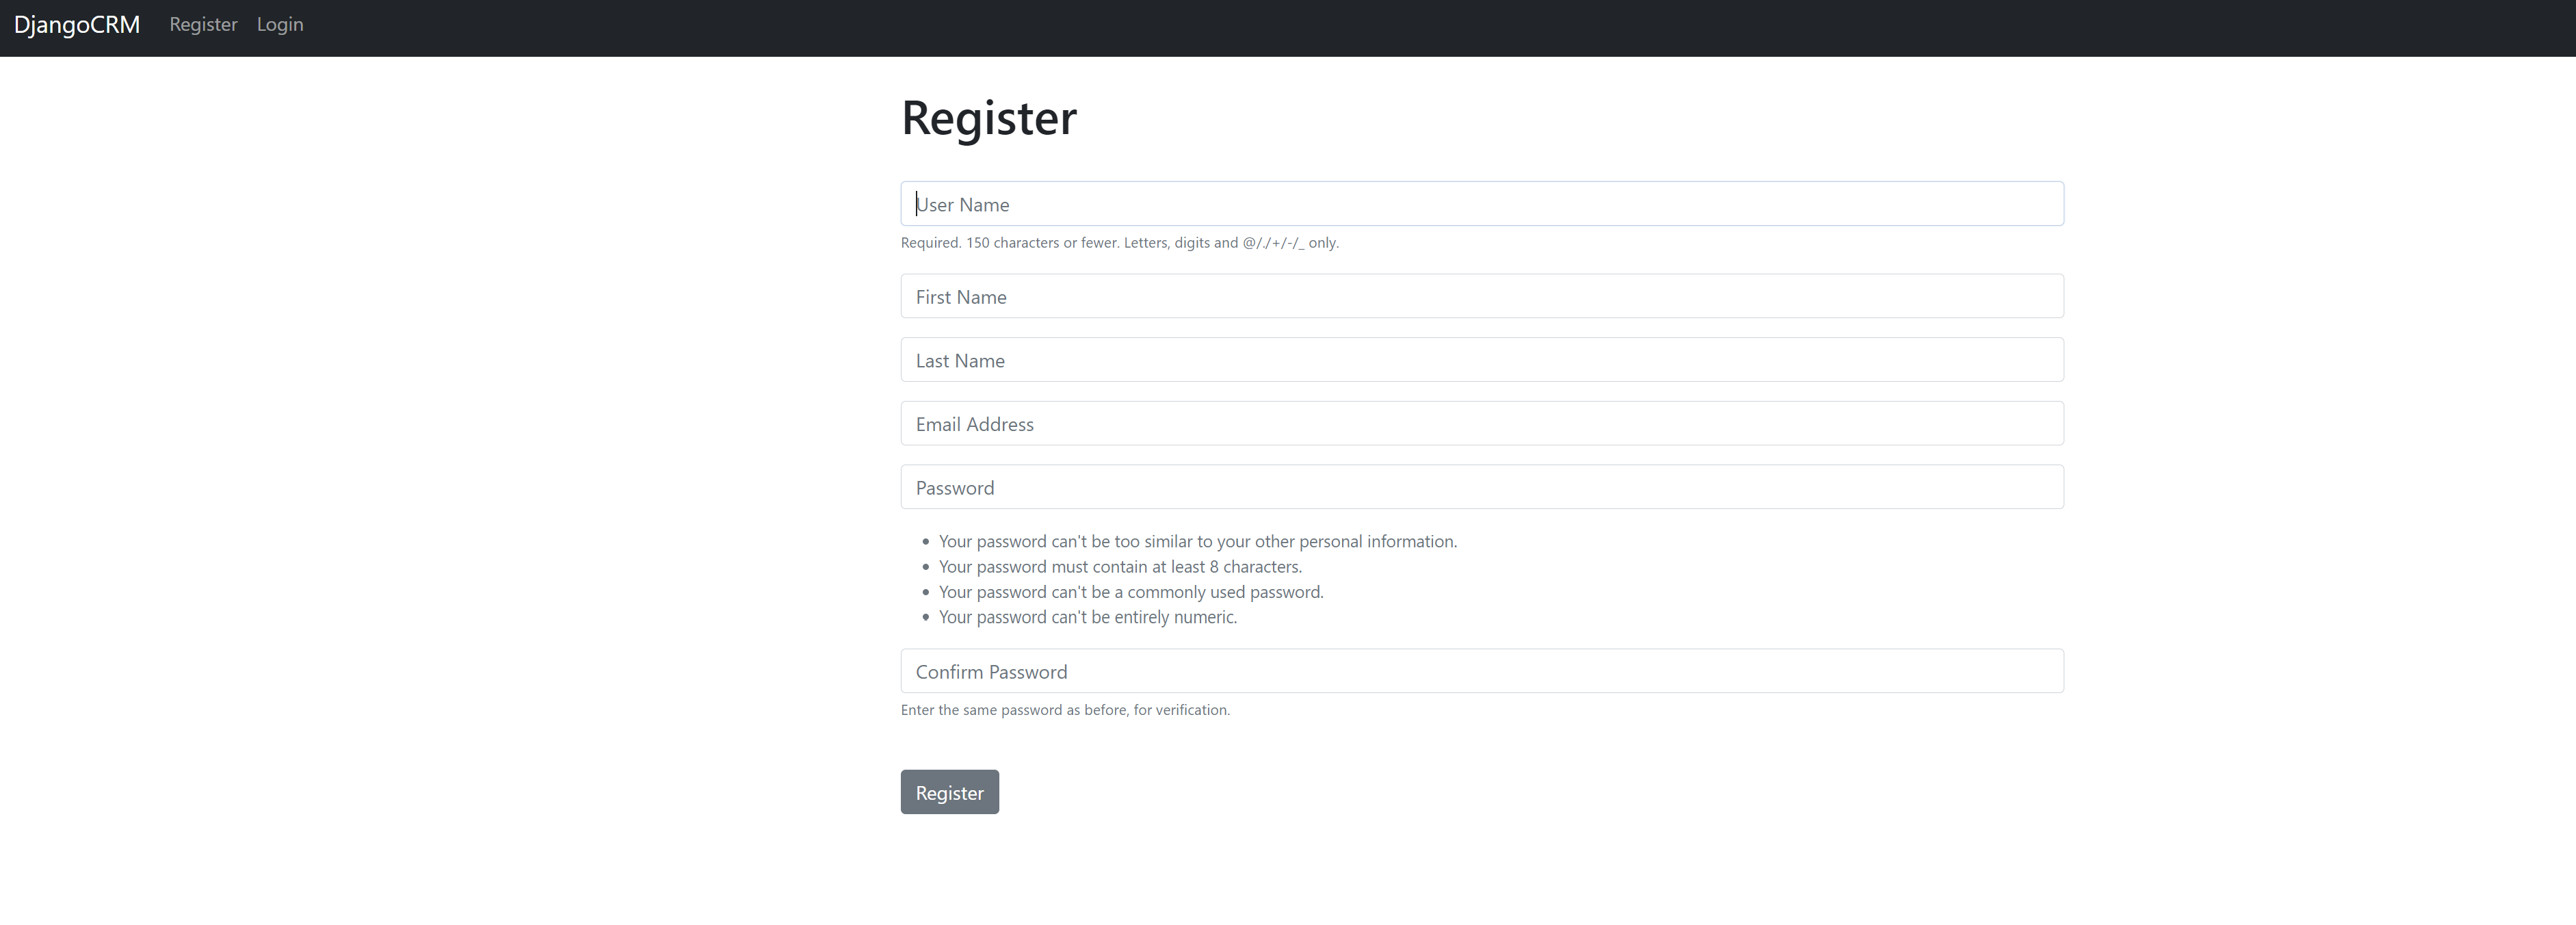 DjangoCRM Register Login
Register
User Name
Required. 150 characters or fewer. Letters, digits and @/./+/-/_ only.
First Name
Last Name
Email Address
Password
• Your password can't be too similar to your other personal information.
• Your password must contain at least 8 characters.
• Your password can't be a commonly used password.
• Your password can't be entirely numeric.
Confirm Password
Enter the same password as before, for verification.
Register